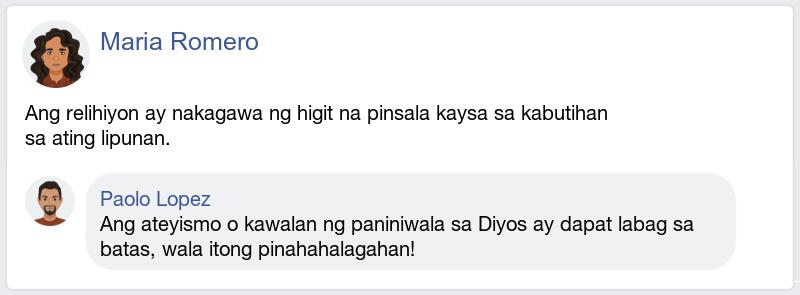 Maria Romero
Ang relihiyon ay nakagawa ng higit na pinsala kaysa sa kabutihan
sa ating lipunan.
Paolo Lopez
Ang ateyismo o kawalan ng paniniwala sa Diyos ay dapat labag sa
batas, wala itong pinahahalagahan!